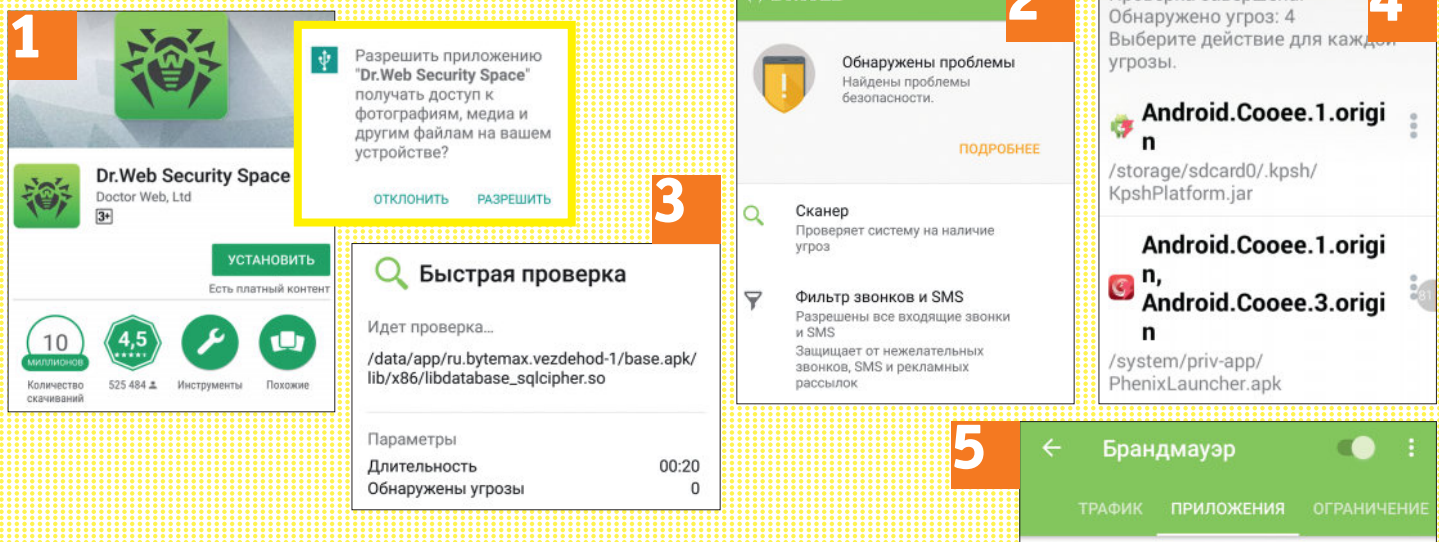 1
Dr.Web Security Space
Doctor Web, Ltd
3+
УСТАНОВИТЬ
Есть платный контент
10
МИЛЛИОНОВ
4,5
Количество
скачиваний
525 484
Инструменты
Похожие
Разрешить приложению
"Dr.Web Security Space"
получать доступ к
фотографиям, медиа и
другим файлам на вашем
устройстве?
ОТКЛОНИТЬ РАЗРЕШИТЬ
3
Быстрая проверка
Идет проверка...
/data/app/ru.bytemax.vezdehod-1/base.apk/
lib/x86/libdatabase_sqlcipher.so
Параметры
Длительность 00:20
Обнаружены угрозы 0
2
Обнаружены проблемы
Найдены проблемы
безопасности.
ПОДРОБНЕЕ
Сканер
Проверяет систему на наличие
угроз
Фильтр звонков и SMS
Разрешены все входящие звонки
и SMS
Защищает от нежелательных
звонков, SMS и рекламных
рассылок
4
Обнаружено угроз: 4
Выберите действие для каждой
угрозы.
Android.Cooee.1.origi
n
/storage/sdcard0/.kpsh/
KpshPlatform.jar
Android.Cooee.1.origi
n,
Android.Cooee.3.origi
n
81
/system/priv-app/
PhenixLauncher.apk
5
Брандмауэр
ТРАФИК ПРИЛОЖЕНИЯ ОГРАНИЧЕНИЕ